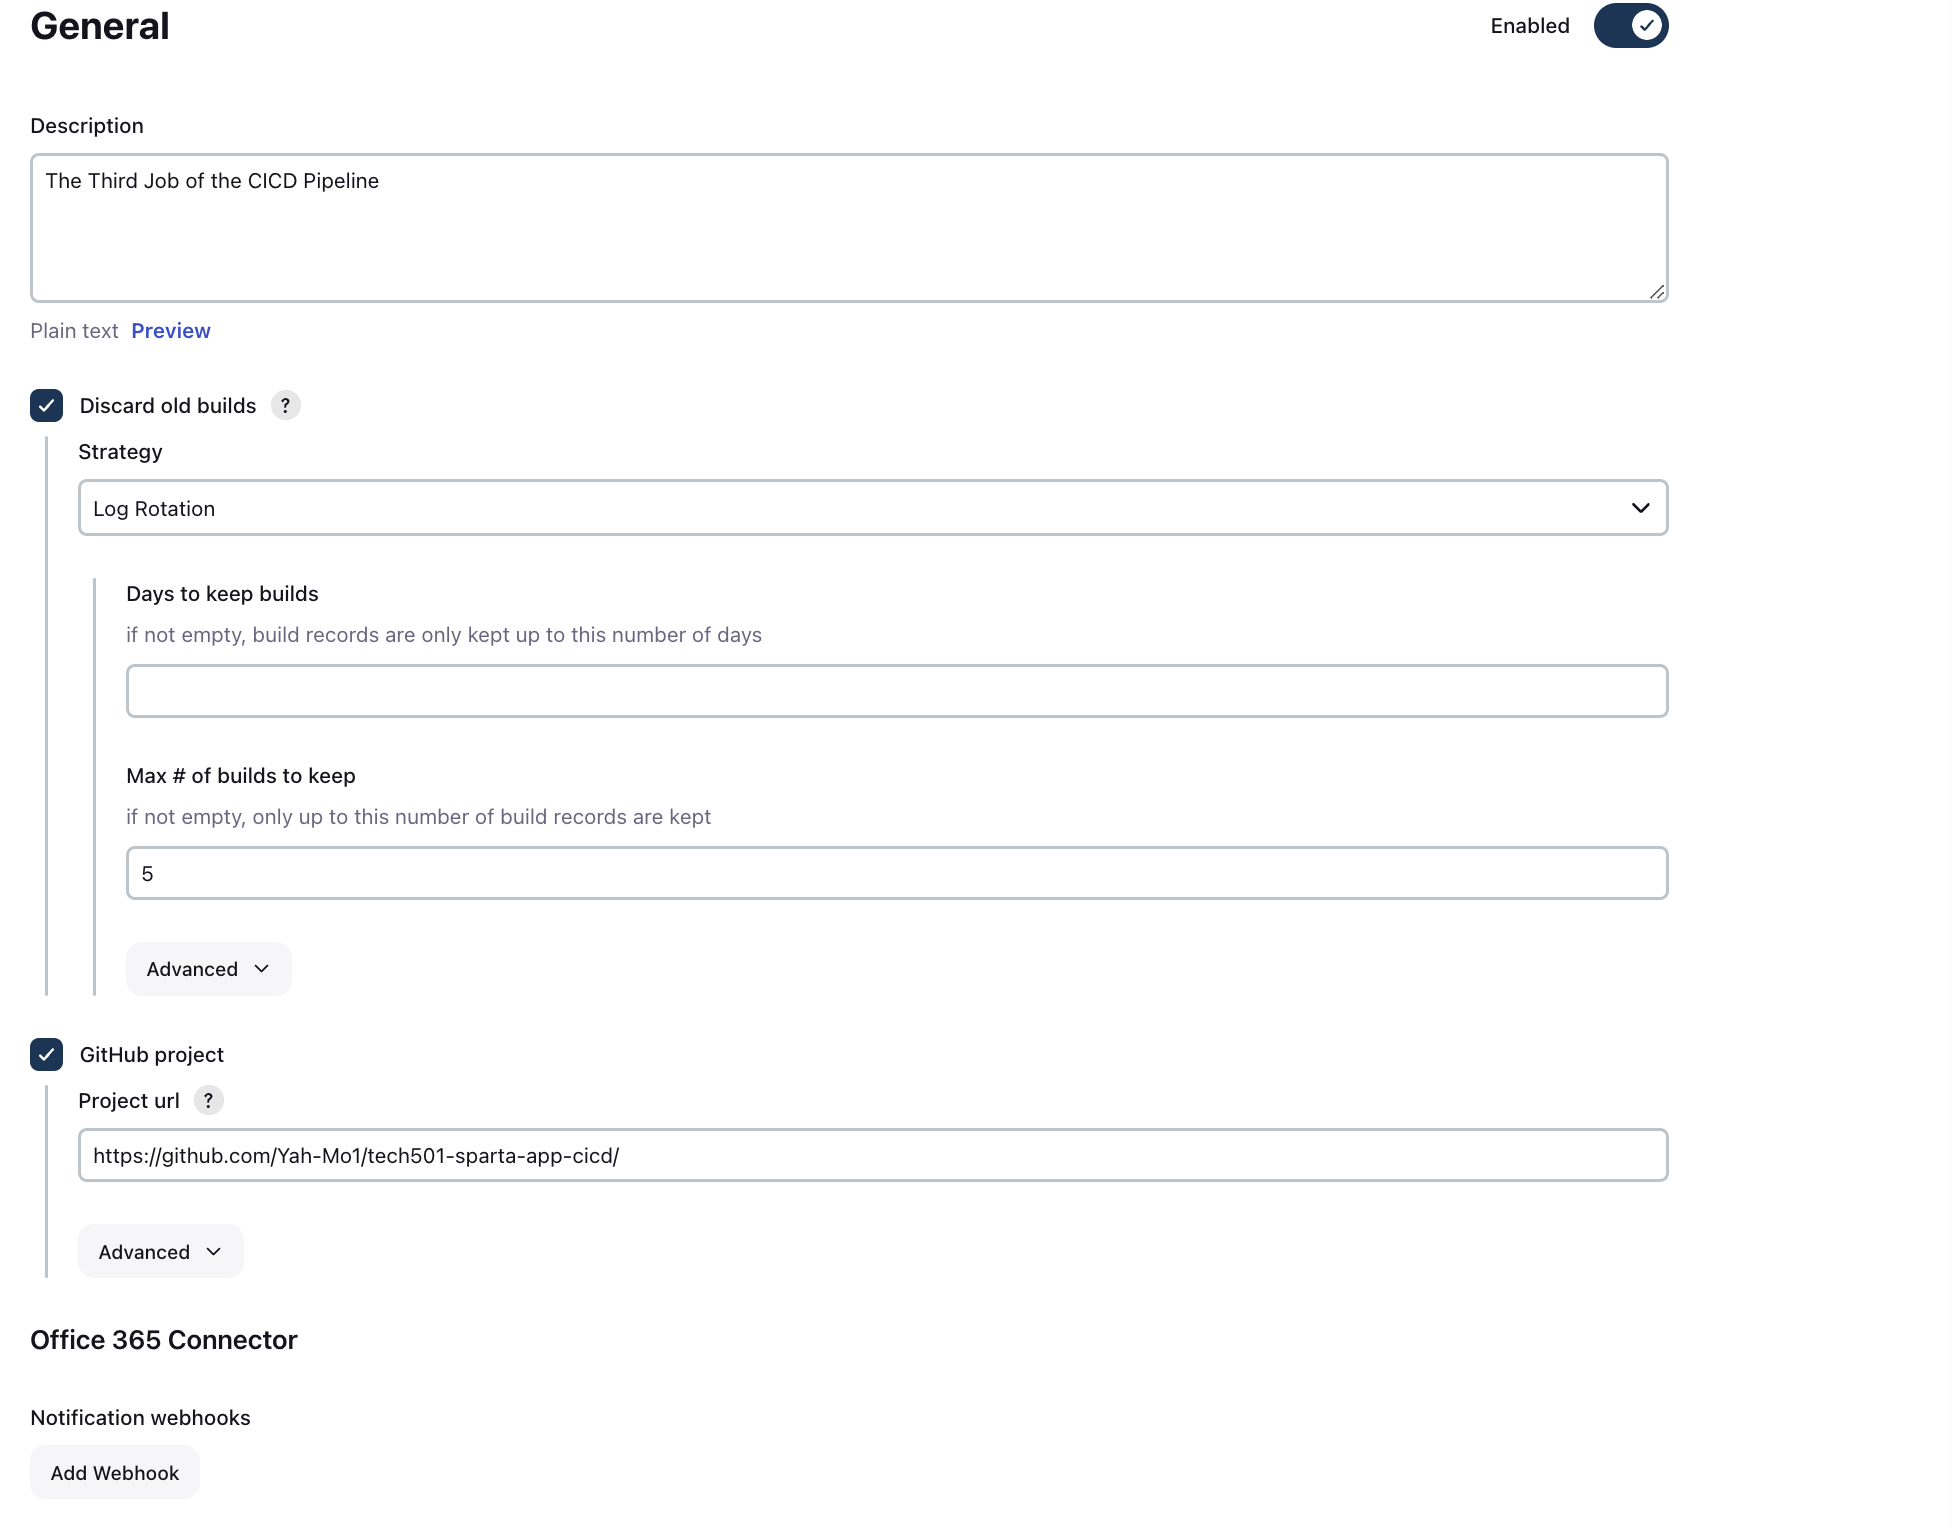 General
Enabled
Description
The Third Job of the CICD Pipeline
Plain text Preview
Discard old builds ?
Strategy
Log Rotation
Days to keep builds
if not empty, build records are only kept up to this number of days
Max # of builds to keep
if not empty, only up to this number of build records are kept
5
Advanced
GitHub project
Project url ?
https://github.com/Yah-Mo1/tech501-sparta-app-cicd/
Advanced
Office 365 Connector
Notification webhooks
Add Webhook